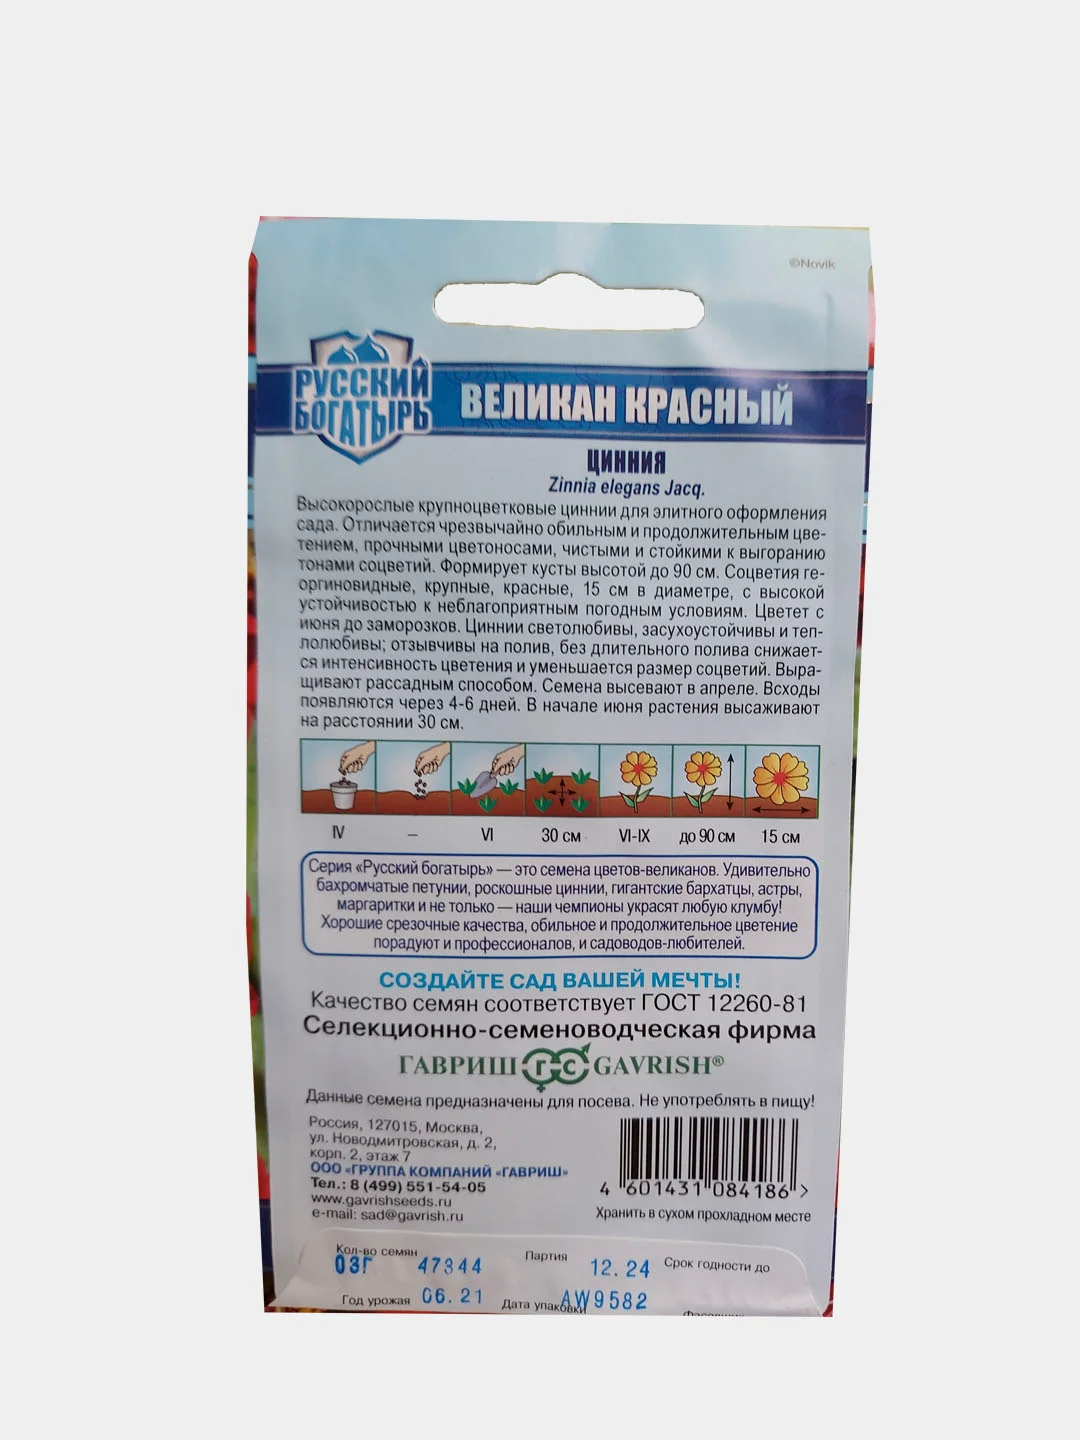 ©Novik
РУССКИЙ
БОГАТЫРЬ
ВЕЛИКАН КРАСНЫЙ
ЦИННИЯ
Zinnia elegans Jacq.
Высокорослые крупноцветковые циннии для элитного оформления
сада. Отличается чрезвычайно обильным и продолжительным цве-
тением, прочными цветоносами, чистыми и стойкими к выгоранию
тонами соцветий. Формирует кусты высотой до 90 см. Соцветия ге-
оргиновидные, крупные, красные, 15 см в диаметре, с высокой
устойчивостью к неблагоприятным погодным условиям. Цветет с
июня до заморозков. Циннии светолюбивы, засухоустойчивы и теп-
лолюбивы; отзывчивы на полив, без длительного полива снижает-
ся интенсивность цветения и уменьшается размер соцветий. Выра-
щивают рассадным способом. Семена высевают в апреле. Всходы
появляются через 4-6 дней. В начале июня растения высаживают
на расстоянии 30 см.
IV – VI 30 см VI-IX до 90 см 15 см
Серия «Русский богатырь» — это семена цветов-великанов. Удивительно
бахромчатые петунии, роскошные циннии, гигантские бархатцы, астры,
маргаритки и не только — наши чемпионы украсят любую клумбу!
Хорошие срезочные качества, обильное и продолжительное цветение
порадуют и профессионалов, и садоводов-любителей.
СОЗДАЙТЕ САД ВАШЕЙ МЕЧТЫ!
Качество семян соответствует ГОСТ 12260-81
Селекционно-семеноводческая фирма
ГАВРИШ ГС GAVRISH®
Данные семена предназначены для посева. Не употреблять в пищу!
Россия, 127015, Москва,
ул. Новодмитровская, д. 2,
корп. 2, этаж 7
ООО «ГРУППА КОМПАНИЙ «ГАВРИШ»
Тел.: 8 (499) 551-54-05
www.gavrishseeds.ru
e-mail: sad@gavrish.ru
4 601431 084186 >
Хранить в сухом прохладном месте
Кол-во семян Партия Срок годности до
03Г 47344 12.24
Год урожая 06.21 Дата упаковки AW9582